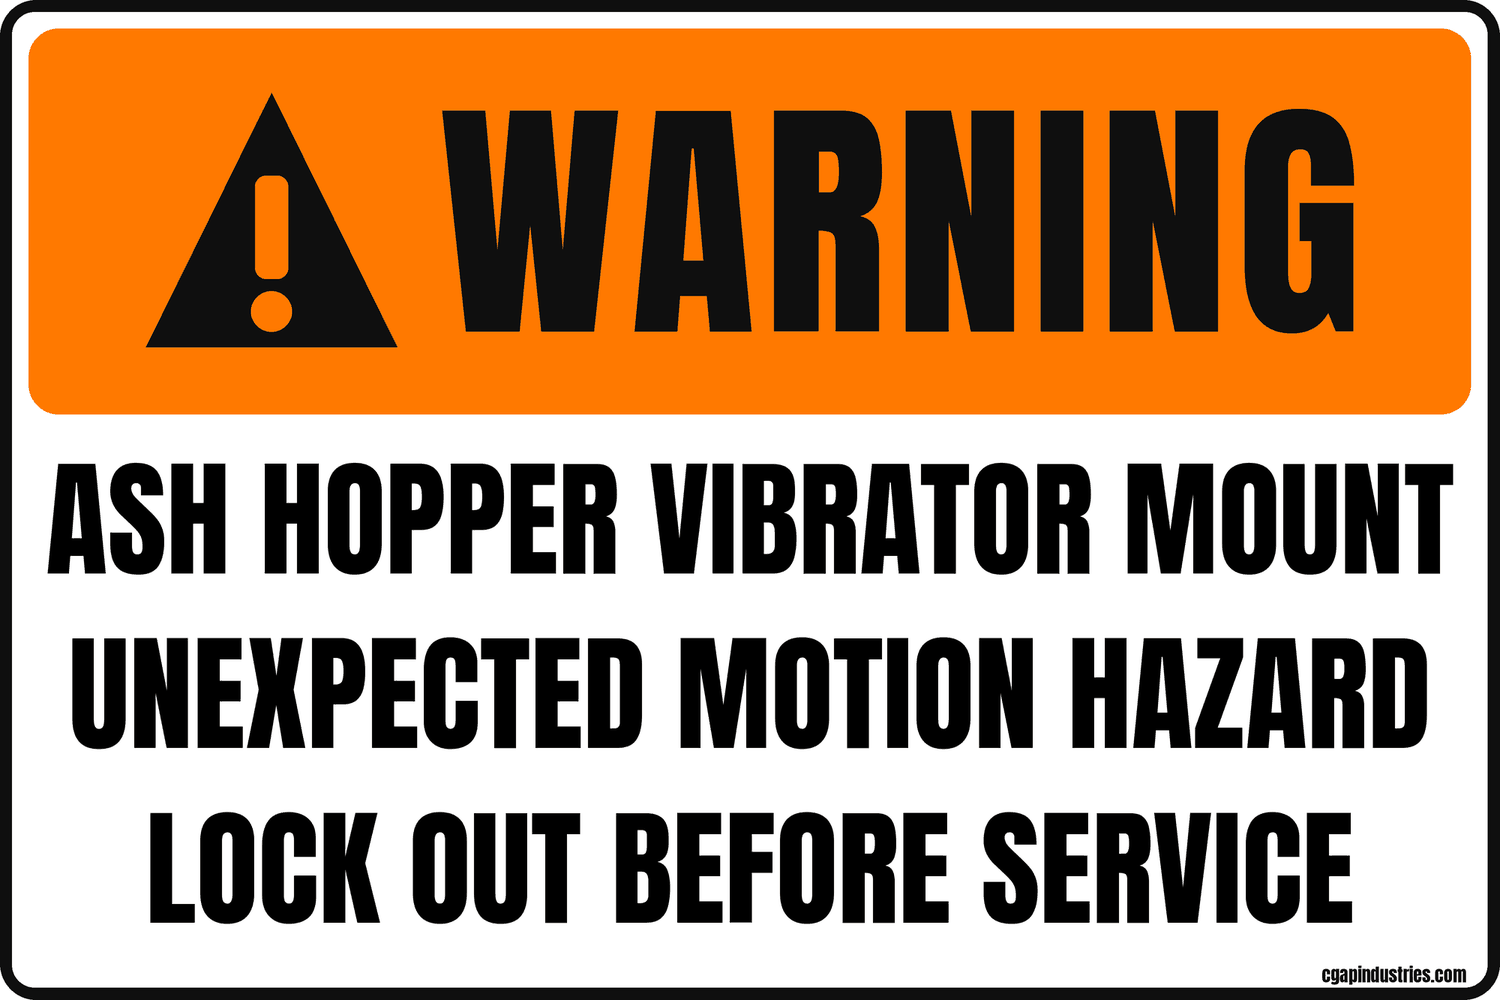 WARNING
ASH HOPPER VIBRATOR MOUNT
UNEXPECTED MOTION HAZARD
LOCK OUT BEFORE SERVICE
cgapindustries.com